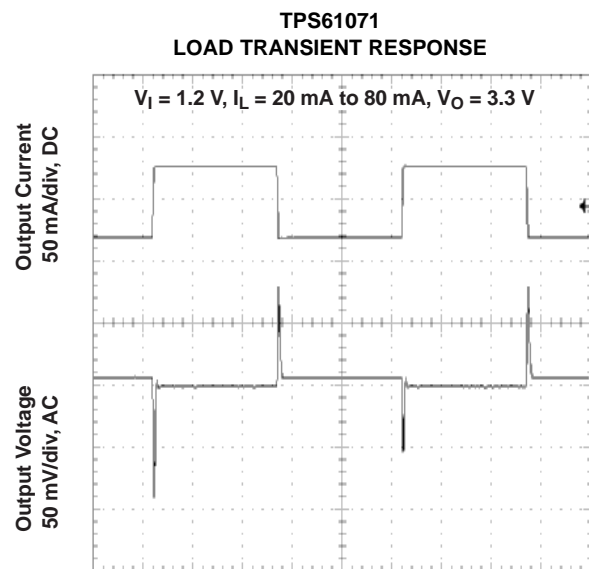 TPS61071
LOAD TRANSIENT RESPONSE
V_I = 1.2 V, I_L = 20 mA to 80 mA, V_O = 3.3 V
Output Current
50 mA/div, DC
Output Voltage
50 mV/div, AC